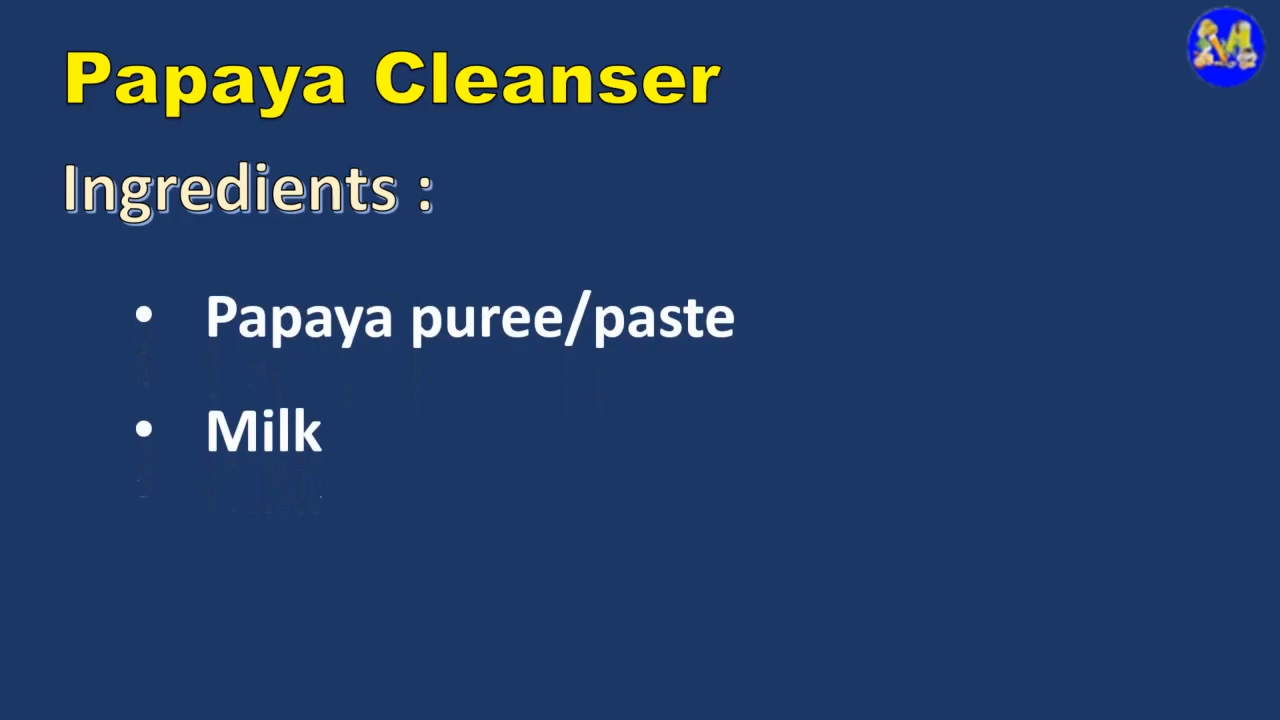 Papaya Cleanser
Ingredients :
• Papaya puree/paste
• Milk